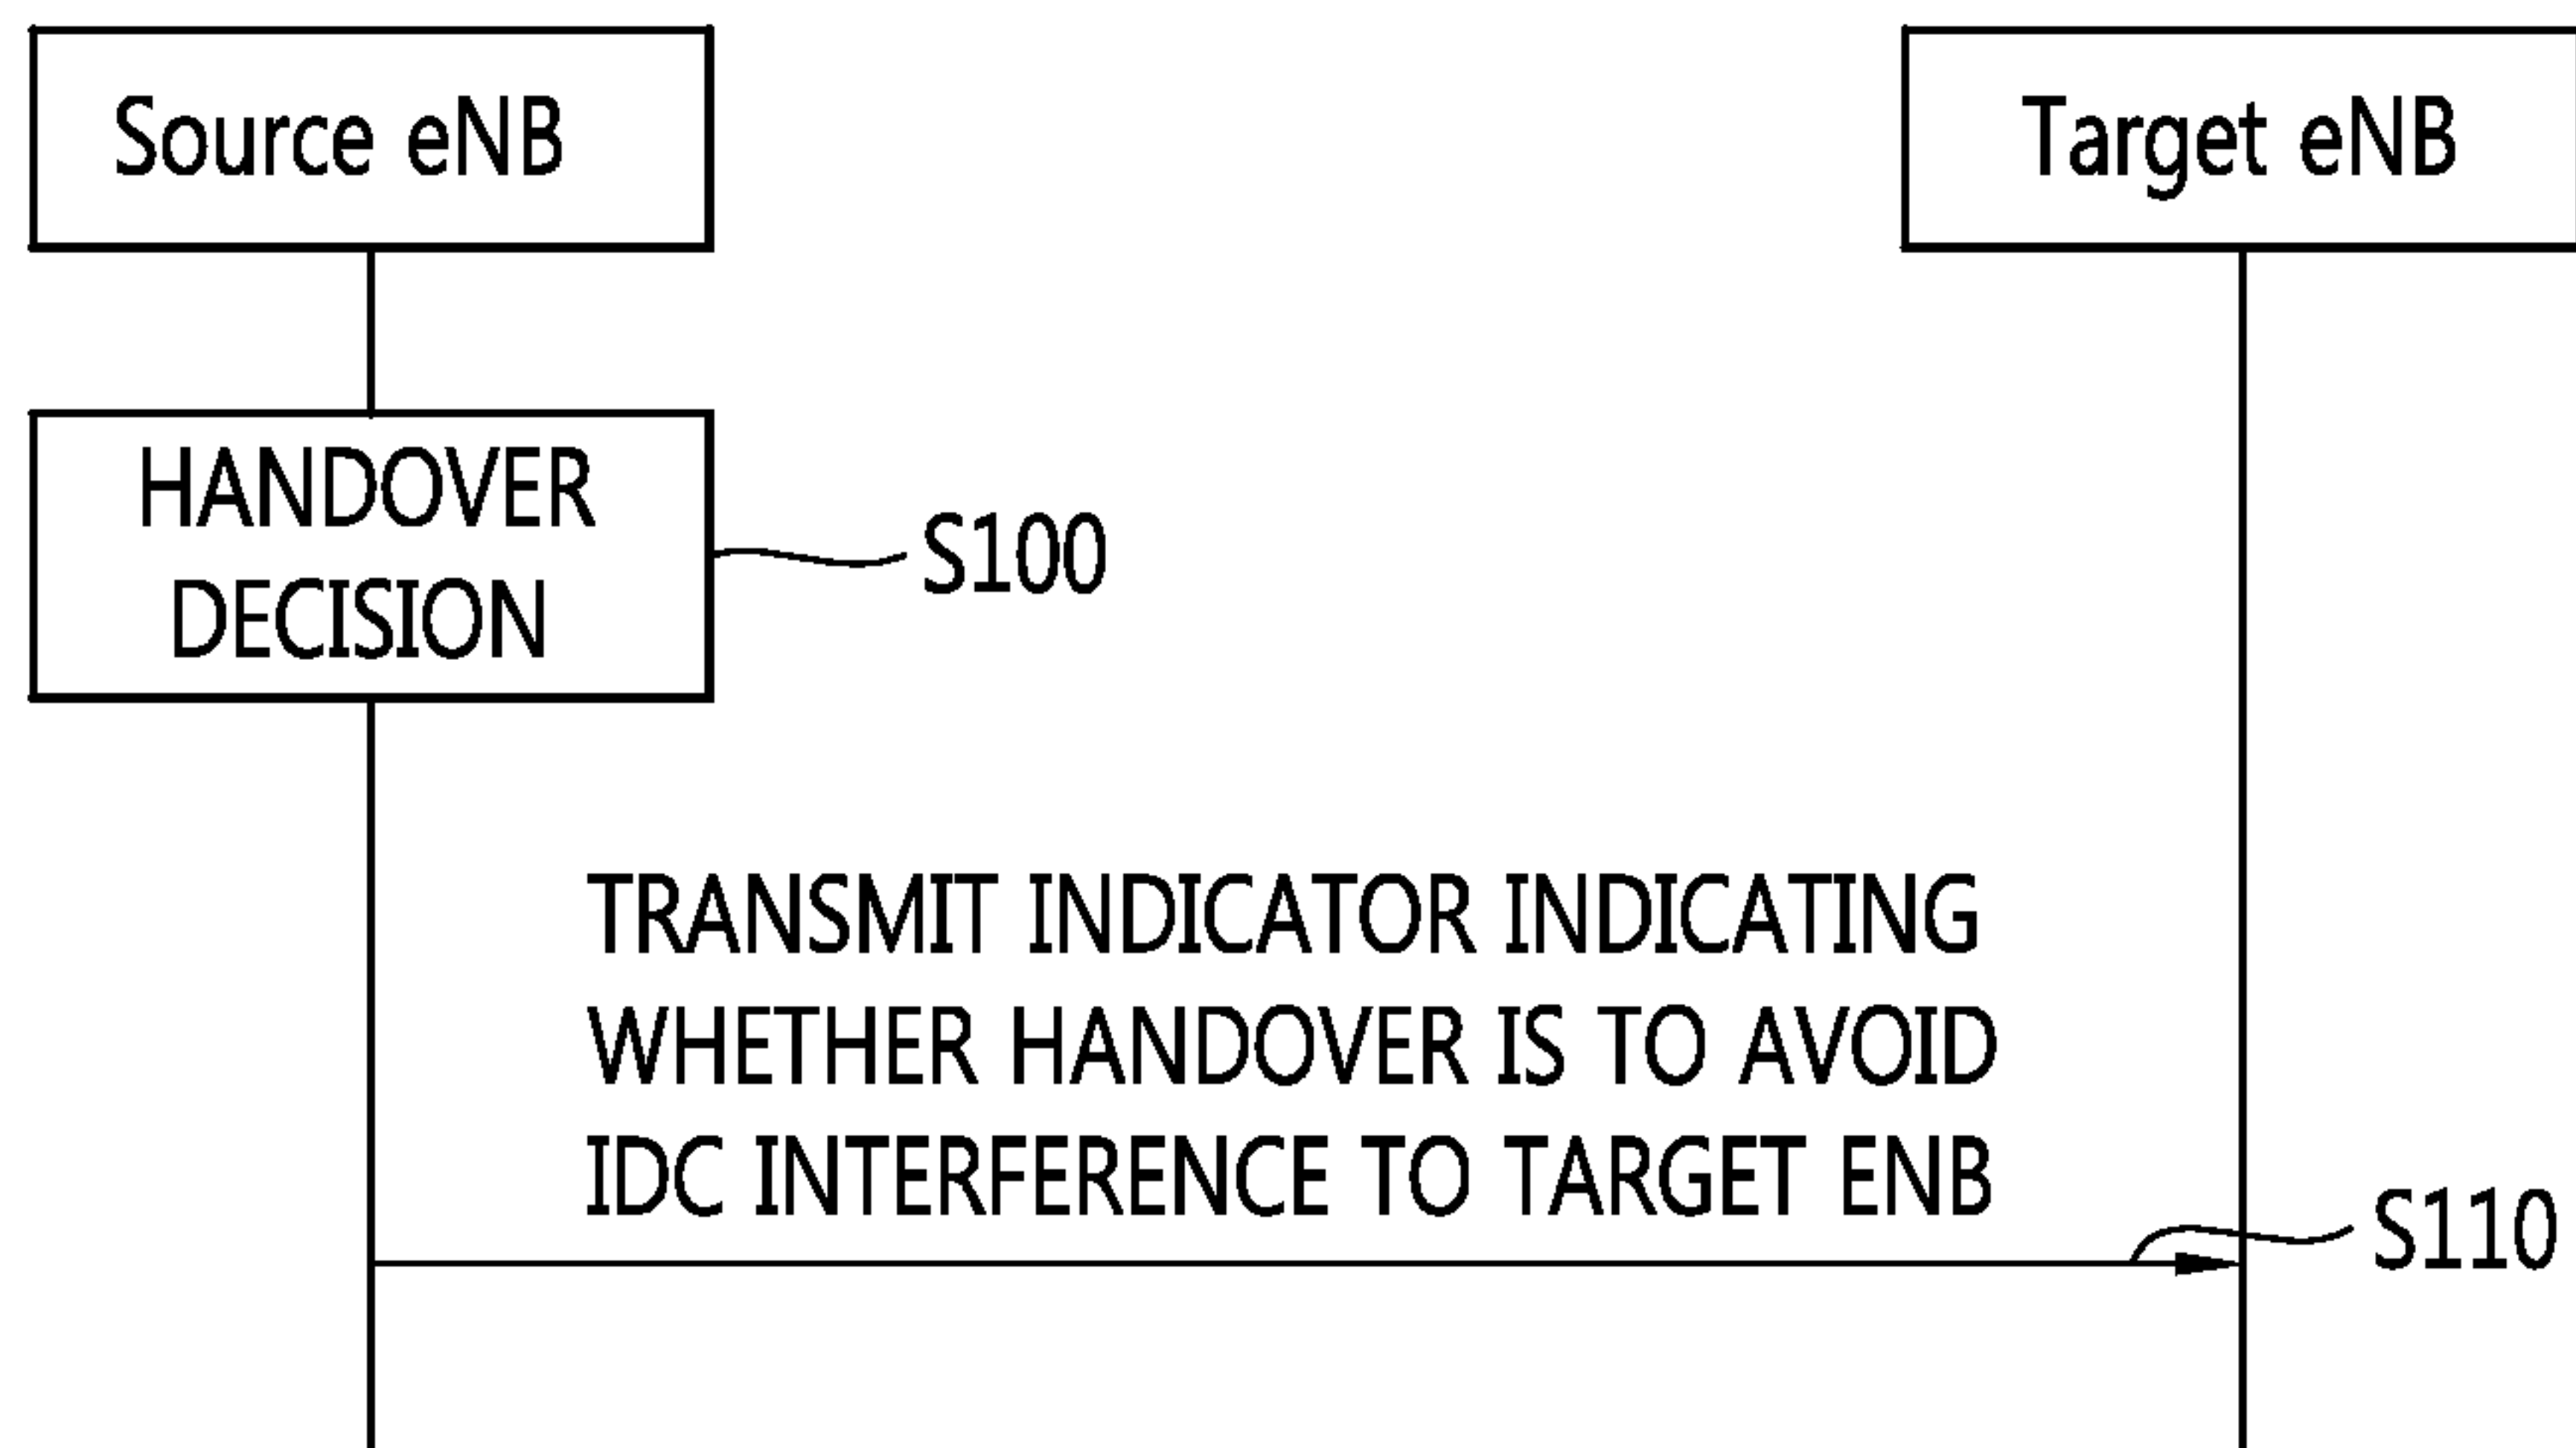 Source eNB
Target eNB
HANDOVER
DECISION
S100
TRANSMIT INDICATOR INDICATING
WHETHER HANDOVER IS TO AVOID
IDC INTERFERENCE TO TARGET ENB
S110